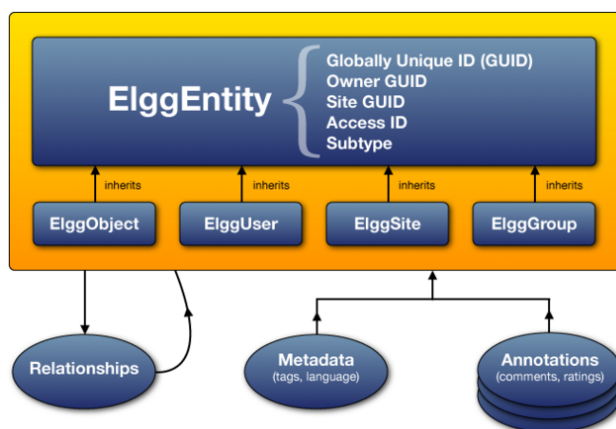 ElggEntity
Globally Unique ID (GUID)
Owner GUID
Site GUID
Access ID
Subtype
inherits
inherits
inherits
inherits
ElggObject
ElggUser
ElggSite
ElggGroup
Relationships
Metadata
(tags, language)
Annotations
(comments, ratings)